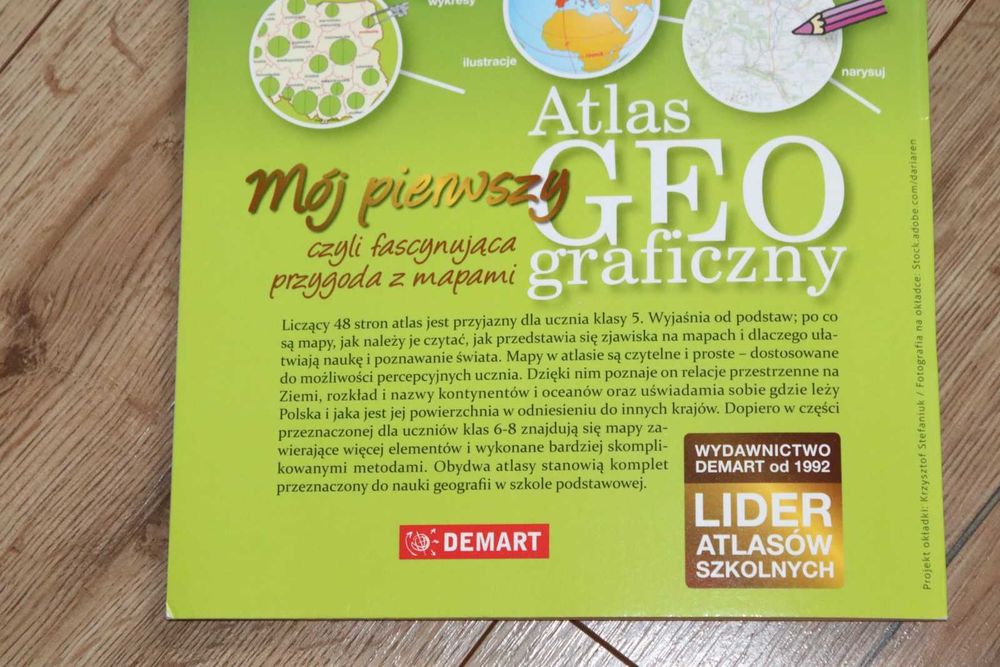 wykresy
ilustracje
narysuj
Atlas
GEO
graficzny
Mój pierwszy
czyli fascynująca
przygoda z mapami
Liczący 48 stron atlas jest przyjazny dla ucznia klasy 5. Wyjaśnia od podstaw; po co
są mapy, jak należy je czytać, jak przedstawia się zjawiska na mapach i dlaczego uła-
twiają naukę i poznawanie świata. Mapy w atlasie są czytelne i proste – dostosowane
do możliwości percepcyjnych ucznia. Dzięki nim poznaje on relacje przestrzenne na
Ziemi, rozkład i nazwy kontynentów i oceanów oraz uświadamia sobie gdzie leży
Polska i jaka jest jej powierzchnia w odniesieniu do innych krajów. Dopiero w części
przeznaczonej dla uczniów klas 6-8 znajdują się mapy za-
wierające więcej elementów i wykonane bardziej skompli-
kowanymi metodami. Obydwa atlasy stanowią komplet
przeznaczony do nauki geografii w szkole podstawowej.
WYDAWNICTWO
DEMART od 1992
LIDER
ATLASÓW
SZKOLNYCH
DEMART
Projekt okładki: Krzysztof Stefaniuk / Fotografia na okładce: Stock.adobe.com/dariaren